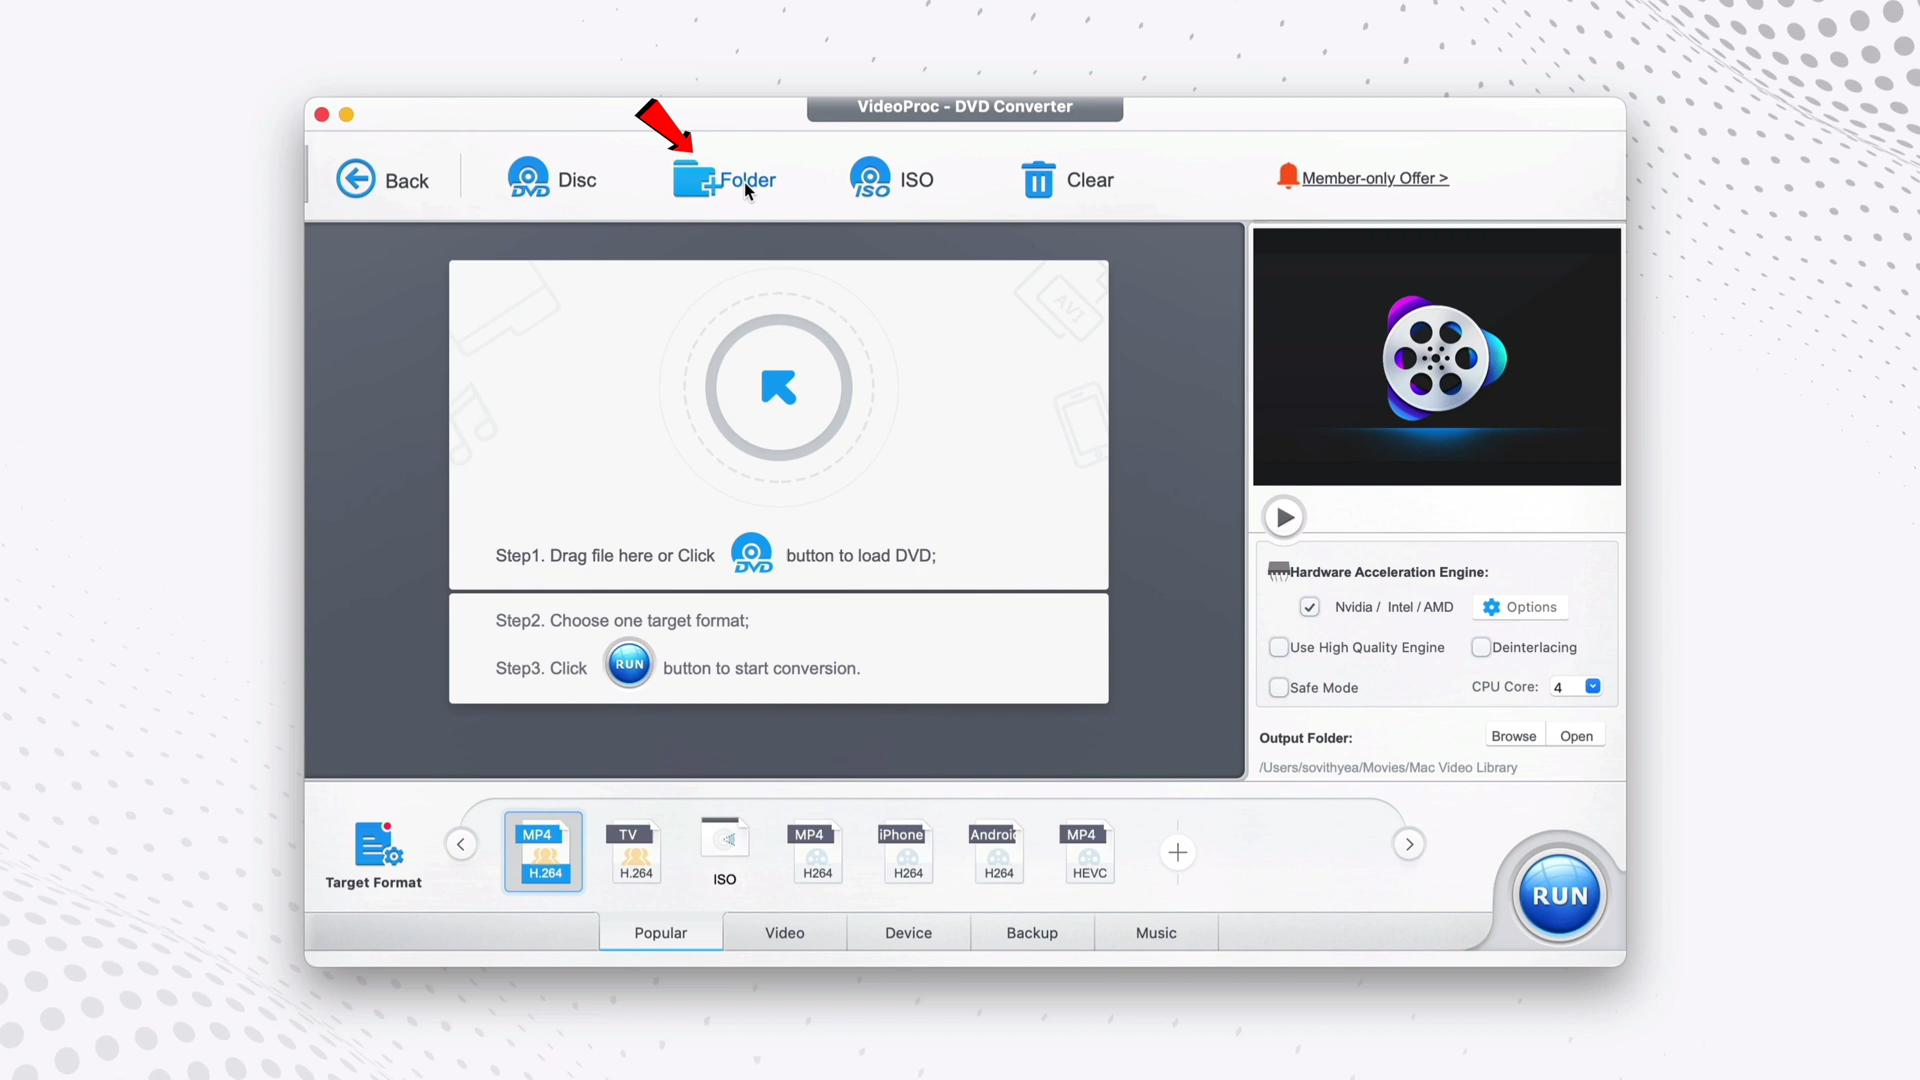 VideoProc - DVD Converter
Back
DVD
Disc
Folder
ISO
ISO
Clear
Member-only Offer >
AVI
Step1. Drag file here or Click DVD button to load DVD;
Step2. Choose one target format;
Step3. Click RUN button to start conversion.
Hardware Acceleration Engine:
Nvidia / Intel / AMD
Options
Use High Quality Engine
Deinterlacing
Safe Mode
CPU Core: 4
Output Folder:
Browse
Open
/Users/sovithyea/Movies/Mac Video Library
Target Format
MP4
H.264
TV
H.264
ISO
MP4
H264
iPhone
H264
Android
H264
MP4
HEVC
RUN
Popular
Video
Device
Backup
Music